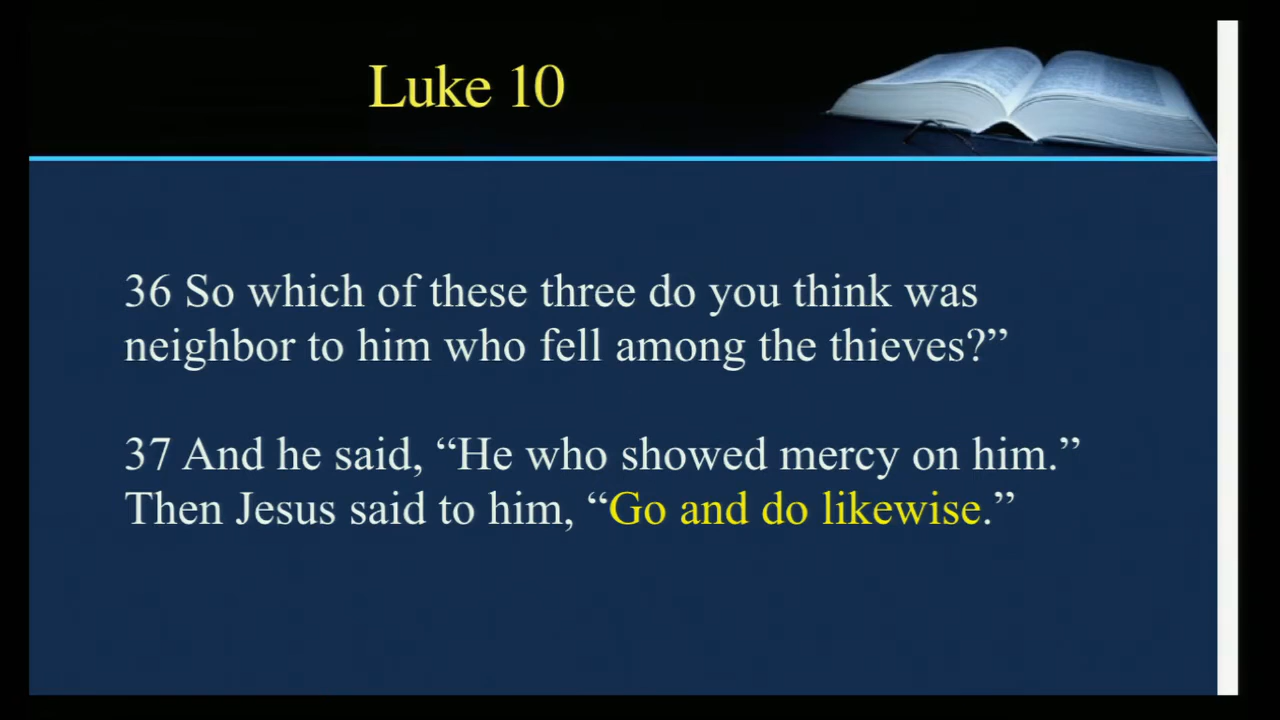 Luke 10
36 So which of these three do you think was
neighbor to him who fell among the thieves?”
37 And he said, “He who showed mercy on him.”
Then Jesus said to him, “Go and do likewise.”